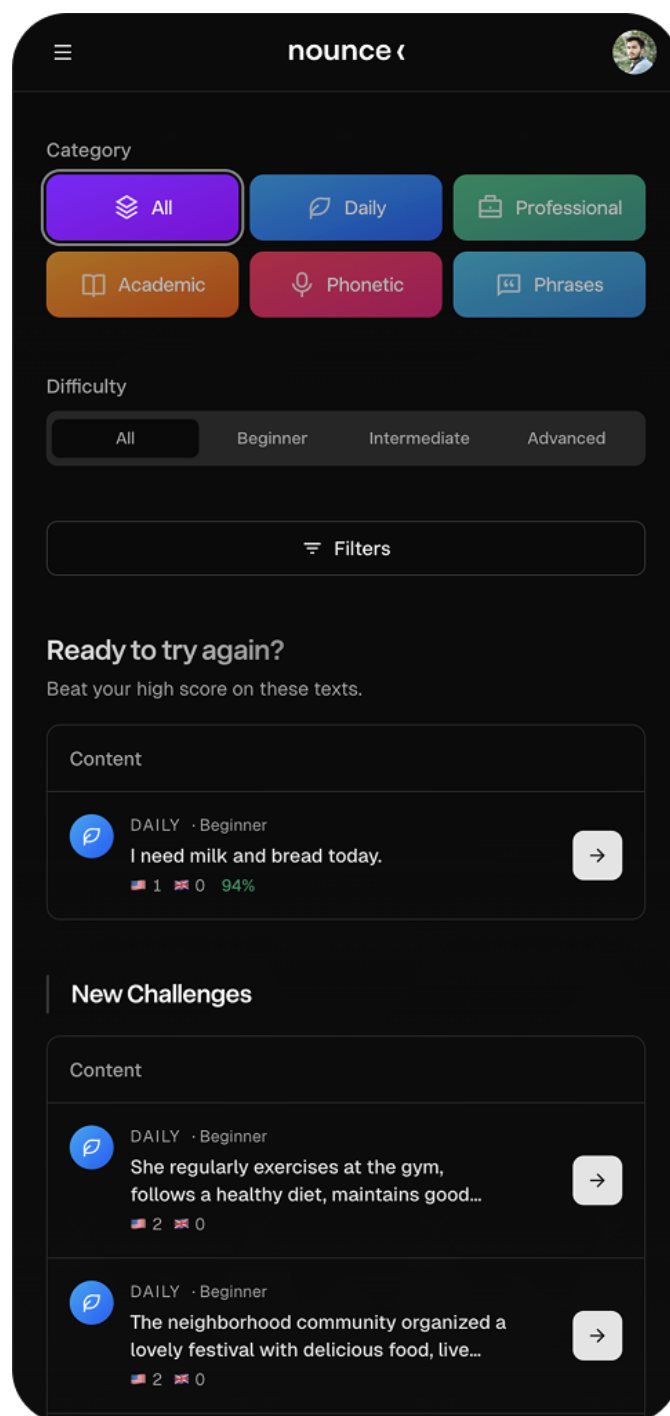 nounce
Category
All
Daily
Professional
Academic
Phonetic
Phrases
Difficulty
All
Beginner
Intermediate
Advanced
Filters
Ready to try again?
Beat your high score on these texts.
Content
DAILY · Beginner
I need milk and bread today.
🇺🇸 1 🇬🇧 0 94%
New Challenges
Content
DAILY · Beginner
She regularly exercises at the gym,
follows a healthy diet, maintains good...
🇺🇸 2 🇬🇧 0
DAILY · Beginner
The neighborhood community organized a
lovely festival with delicious food, live...
🇺🇸 2 🇬🇧 0